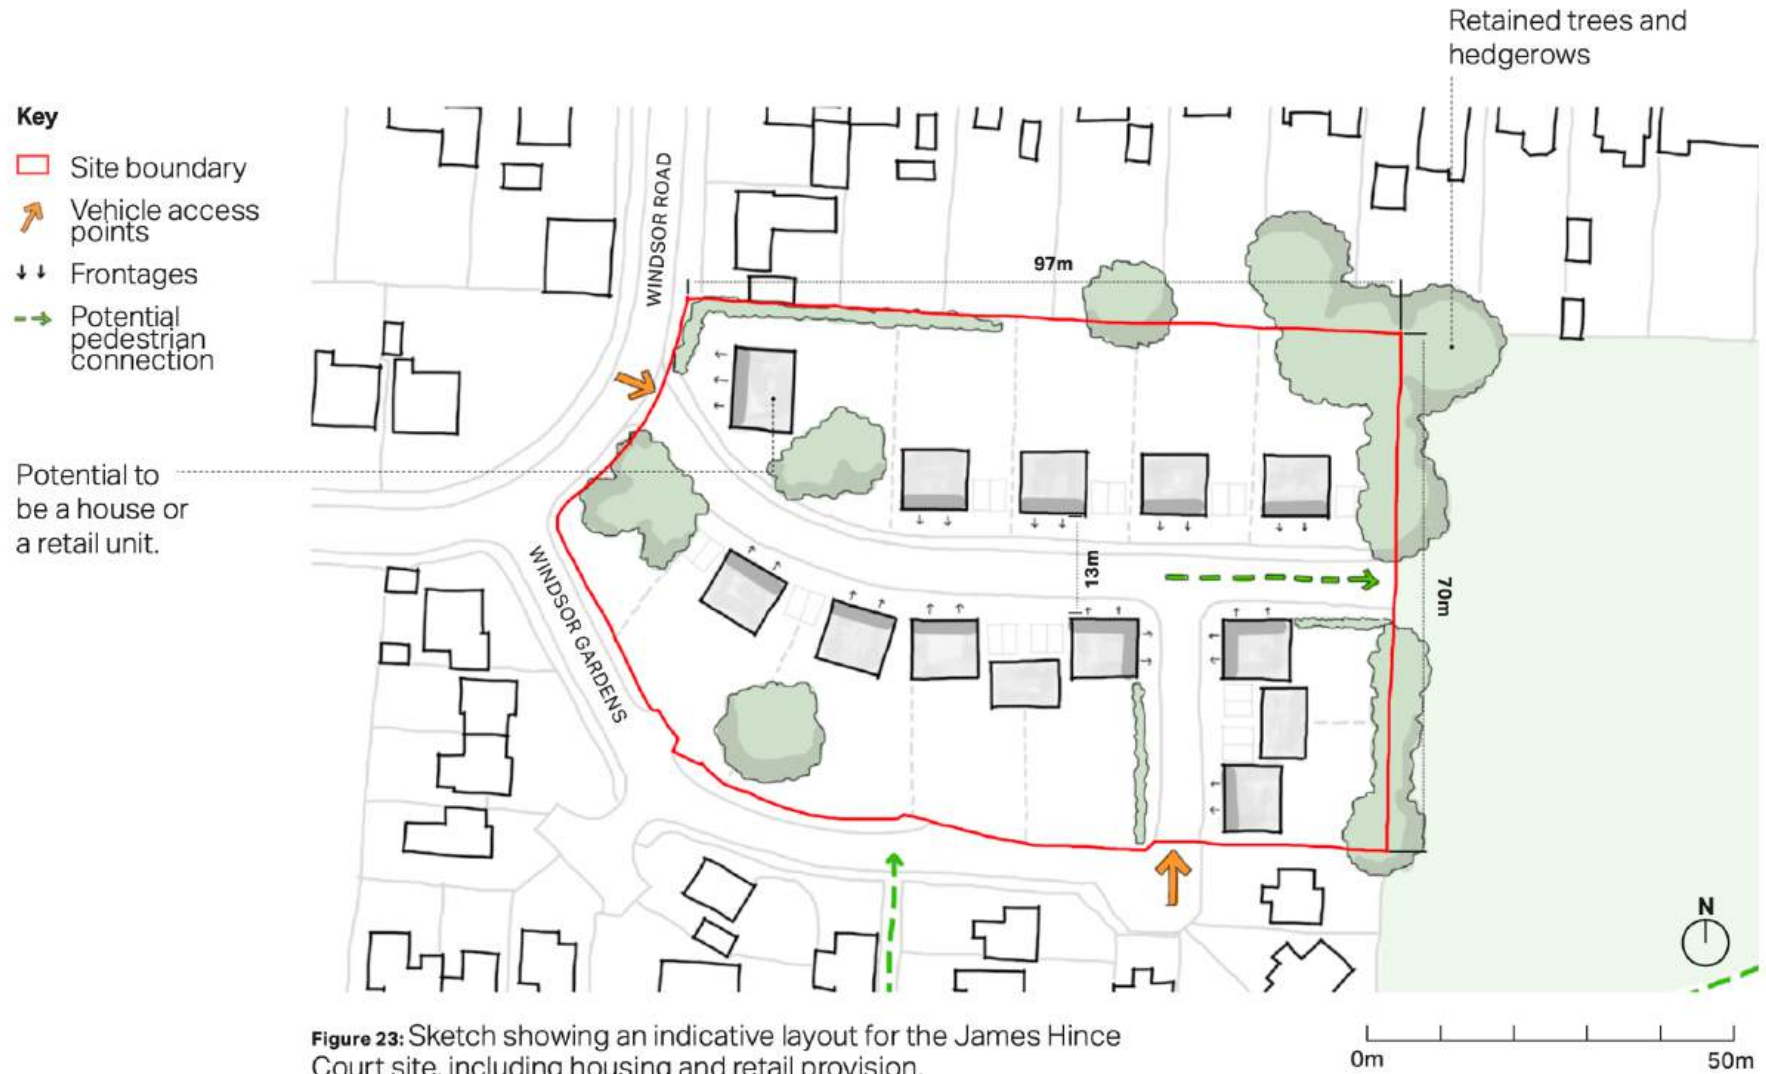 Retained trees and
hedgerows
Key
Site boundary
Vehicle access
points
Frontages
Potential
pedestrian
connection
Potential to
be a house or
a retail unit.
WINDSOR ROAD
97m
13m
70m
WINDSOR GARDENS
N
Figure 23: Sketch showing an indicative layout for the James Hince
Court site, including housing and retail provision.
0m
50m